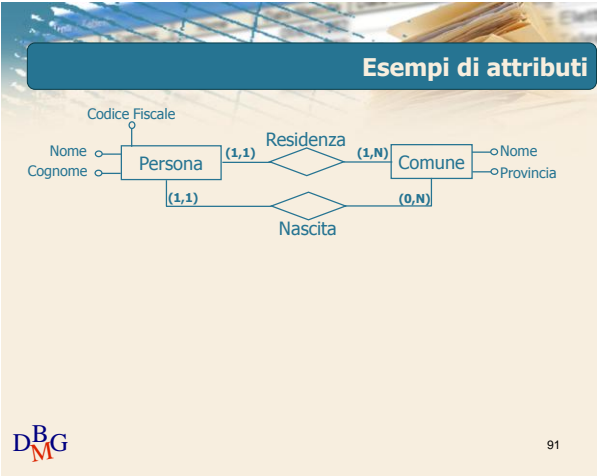 Esempi di attributi
Codice Fiscale
Nome
Cognome
Persona
(1,1)
Residenza
(1,N)
Comune
Nome
Provincia
(1,1)
(0,N)
Nascita
DBMG
91